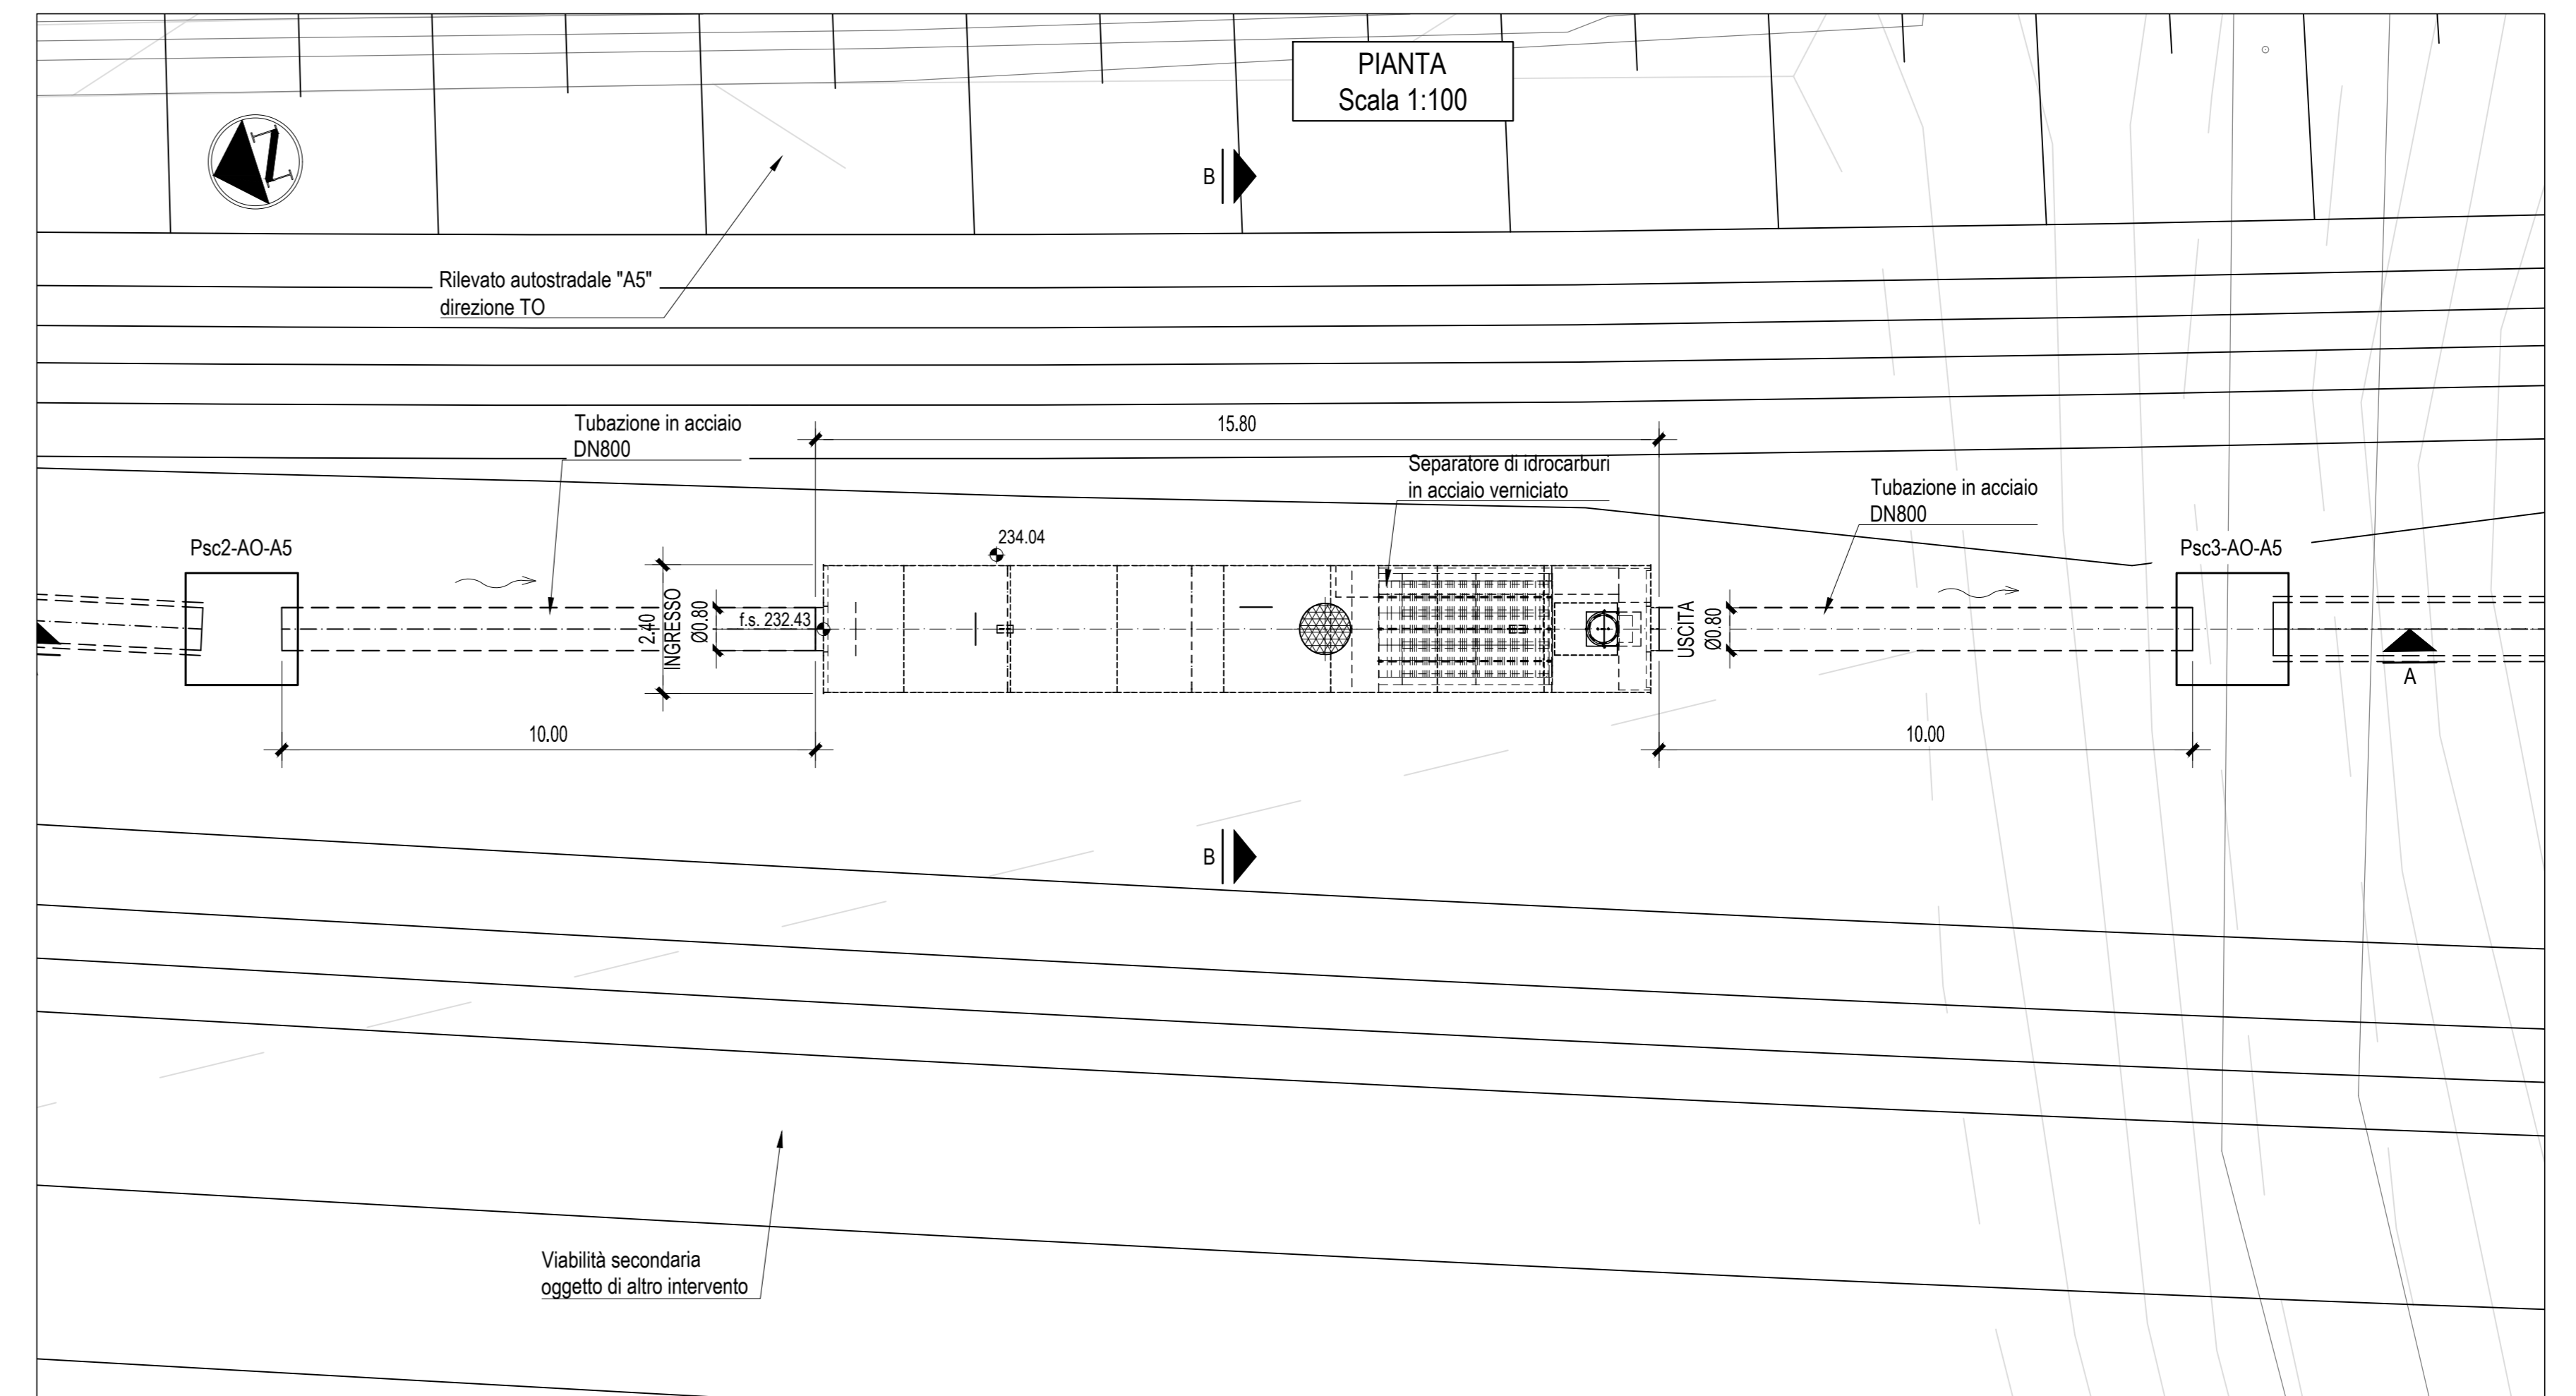 PIANTA
Scala 1:100
N
B
Rilevato autostradale "A5"
direzione TO
Tubazione in acciaio
DN800
15.80
Separatore di idrocarburi
in acciaio verniciato
Tubazione in acciaio
DN800
Psc2-AO-A5
234.04
Psc3-AO-A5
2.40
INGRESSO
Ø0.80
f.s. 232.43
USCITA
Ø0.80
A
10.00
10.00
B
Viabilità secondaria
oggetto di altro intervento